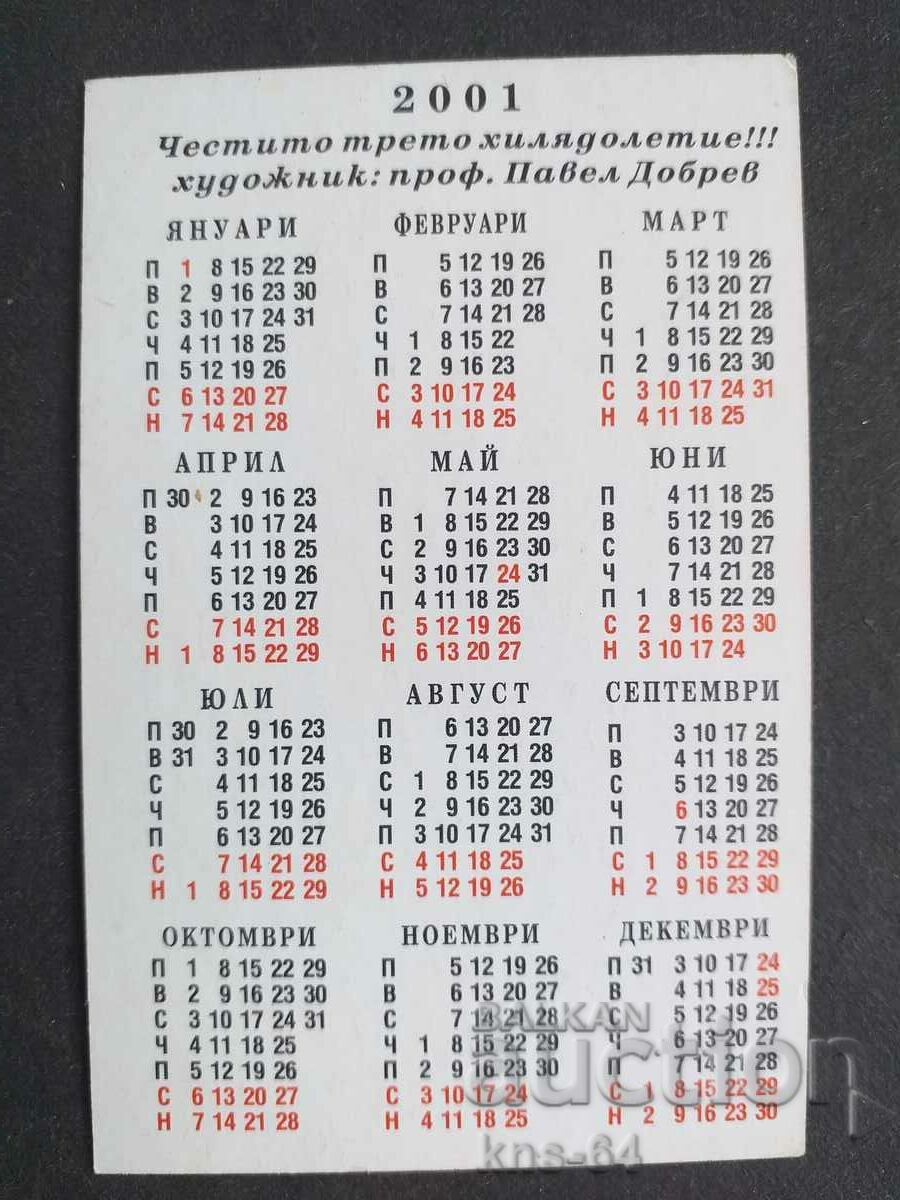 2001
Честито трето хилядолетие!!!
художник: проф. Павел Добрев
ЯНУАРИ
П 1 8 15 22 29
В 2 9 16 23 30
С 3 10 17 24 31
Ч 4 11 18 25
П 5 12 19 26
С 6 13 20 27
Н 7 14 21 28
ФЕВРУАРИ
П 5 12 19 26
В 6 13 20 27
С 7 14 21 28
Ч 1 8 15 22
П 2 9 16 23
С 3 10 17 24
Н 4 11 18 25
МАРТ
П 5 12 19 26
В 6 13 20 27
С 7 14 21 28
Ч 1 8 15 22 29
П 2 9 16 23 30
С 3 10 17 24 31
Н 4 11 18 25
АПРИЛ
П 30 2 9 16 23
В 3 10 17 24
С 4 11 18 25
Ч 5 12 19 26
П 6 13 20 27
С 7 14 21 28
Н 1 8 15 22 29
МАЙ
П 7 14 21 28
В 1 8 15 22 29
С 2 9 16 23 30
Ч 3 10 17 24 31
П 4 11 18 25
С 5 12 19 26
Н 6 13 20 27
ЮНИ
П 4 11 18 25
В 5 12 19 26
С 6 13 20 27
Ч 7 14 21 28
П 1 8 15 22 29
С 2 9 16 23 30
Н 3 10 17 24
ЮЛИ
П 30 2 9 16 23
В 31 3 10 17 24
С 4 11 18 25
Ч 5 12 19 26
П 6 13 20 27
С 7 14 21 28
Н 1 8 15 22 29
АВГУСТ
П 6 13 20 27
В 7 14 21 28
С 1 8 15 22 29
Ч 2 9 16 23 30
П 3 10 17 24 31
С 4 11 18 25
Н 5 12 19 26
СЕПТЕМВРИ
П 3 10 17 24
В 4 11 18 25
С 5 12 19 26
Ч 6 13 20 27
П 7 14 21 28
С 1 8 15 22 29
Н 2 9 16 23 30
ОКТОМВРИ
П 1 8 15 22 29
В 2 9 16 23 30
С 3 10 17 24 31
Ч 4 11 18 25
П 5 12 19 26
С 6 13 20 27
Н 7 14 21 28
НОЕМВРИ
П 5 12 19 26
В 6 13 20 27
С 7 14 21 28
Ч 1 8 15 22 29
П 2 9 16 23 30
С 3 10 17 24
Н 4 11 18 25
ДЕКЕМВРИ
П 31 3 10 17 24
В 4 11 18 25
С 5 12 19 26
Ч 6 13 20 27
П 7 14 21 28
С 1 8 15 22 29
Н 2 9 16 23 30
BALKAN
auction
kns-64